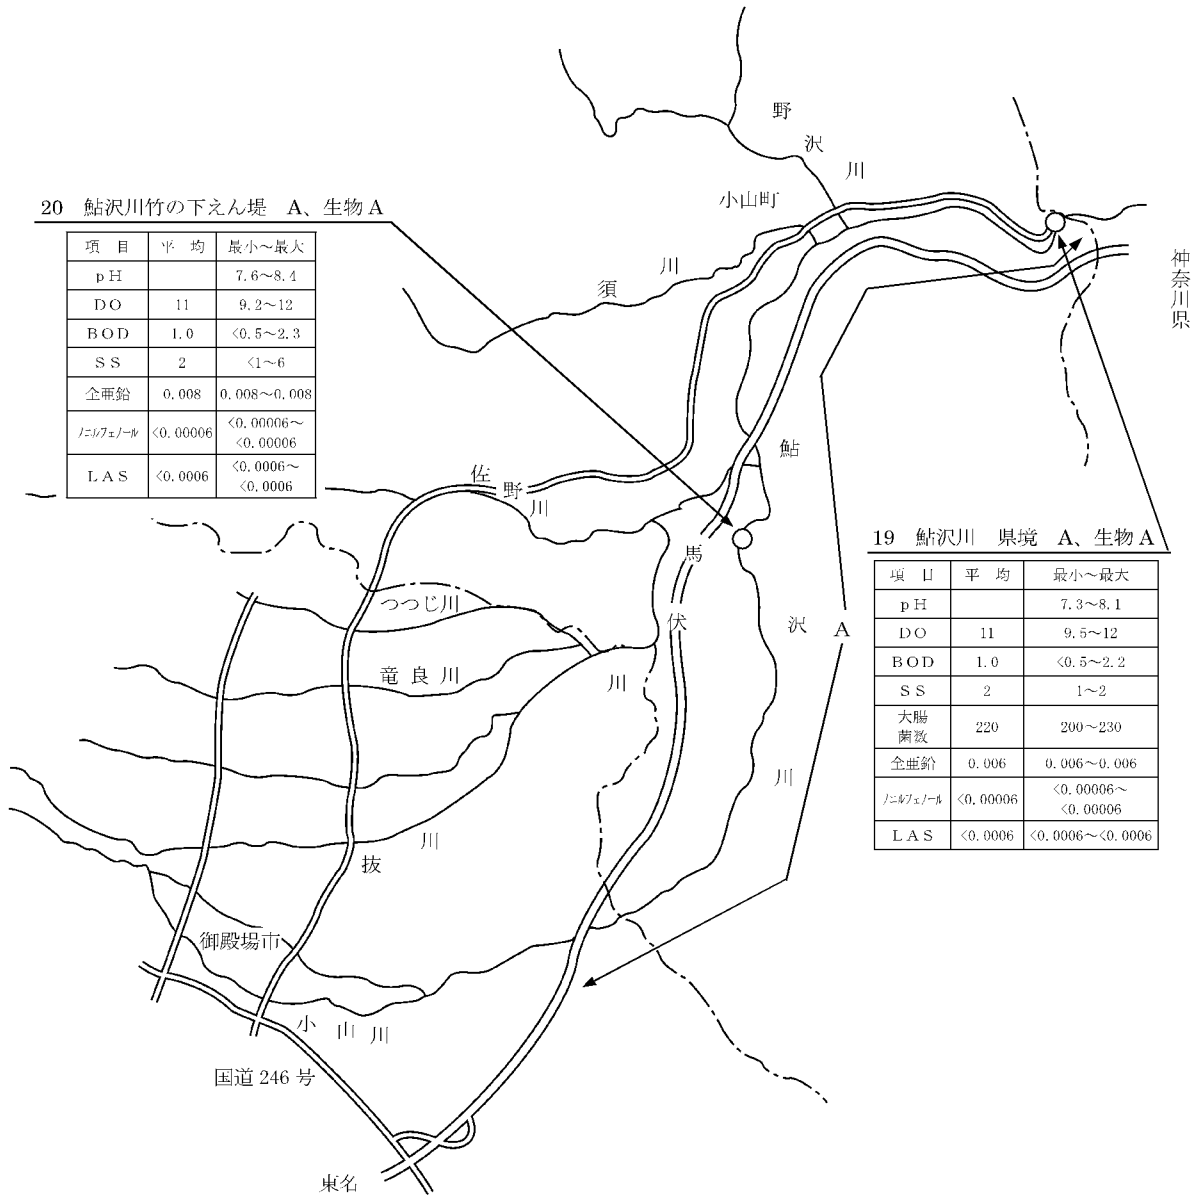 野
沢
川
小山町
須
川
神奈川県
20 鮎沢川竹の下えん堤 A、生物A
項 目 平 均 最小～最大
pH 7.6～8.4
DO 11 9.2～12
BOD 1.0 <0.5～2.3
SS 2 <1～6
全亜鉛 0.008 0.008～0.008
ノニルフェノール <0.00006 <0.00006～
<0.00006
LAS <0.0006 <0.0006～
<0.0006
佐
野
川
鮎
沢
川
馬
伏
川
つつじ川
竜良川
A
19 鮎沢川 県境 A、生物A
項 目 平 均 最小～最大
pH 7.3～8.1
DO 11 9.5～12
BOD 1.0 <0.5～2.2
SS 2 1～2
大腸
菌数 220 200～230
全亜鉛 0.006 0.006～0.006
ノニルフェノール <0.00006 <0.00006～
<0.00006
LAS <0.0006 <0.0006～<0.0006
川
抜
御殿場市
小山川
国道246号
東名